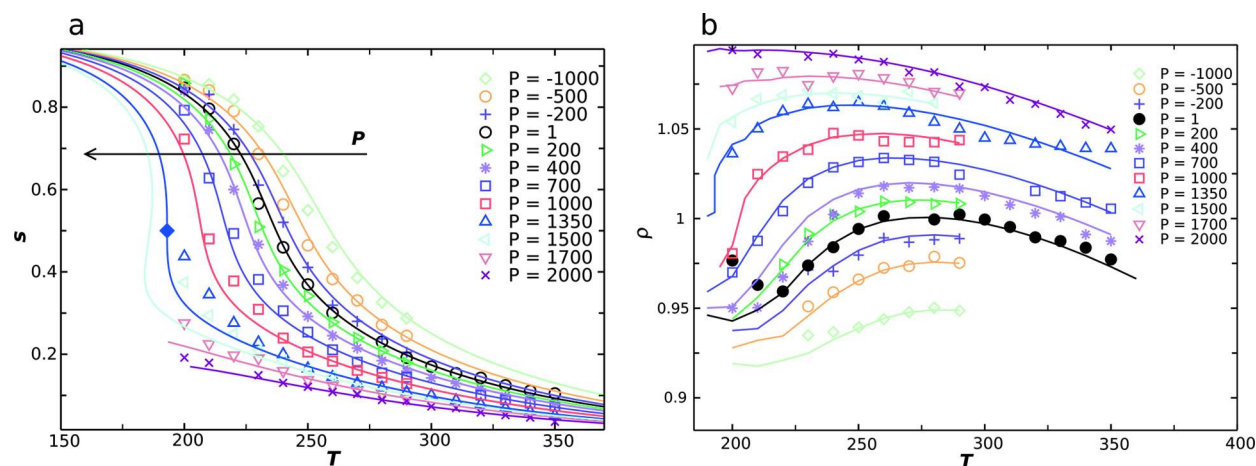 a
s
0.8
0.6
0.4
0.2
150
200
250
300
350
T
P
P = -1000
P = -500
P = -200
P = 1
P = 200
P = 400
P = 700
P = 1000
P = 1350
P = 1500
P = 1700
P = 2000
b
ρ
1.05
1
0.95
0.9
200
250
300
350
400
T
P = -1000
P = -500
P = -200
P = 1
P = 200
P = 400
P = 700
P = 1000
P = 1350
P = 1500
P = 1700
P = 2000